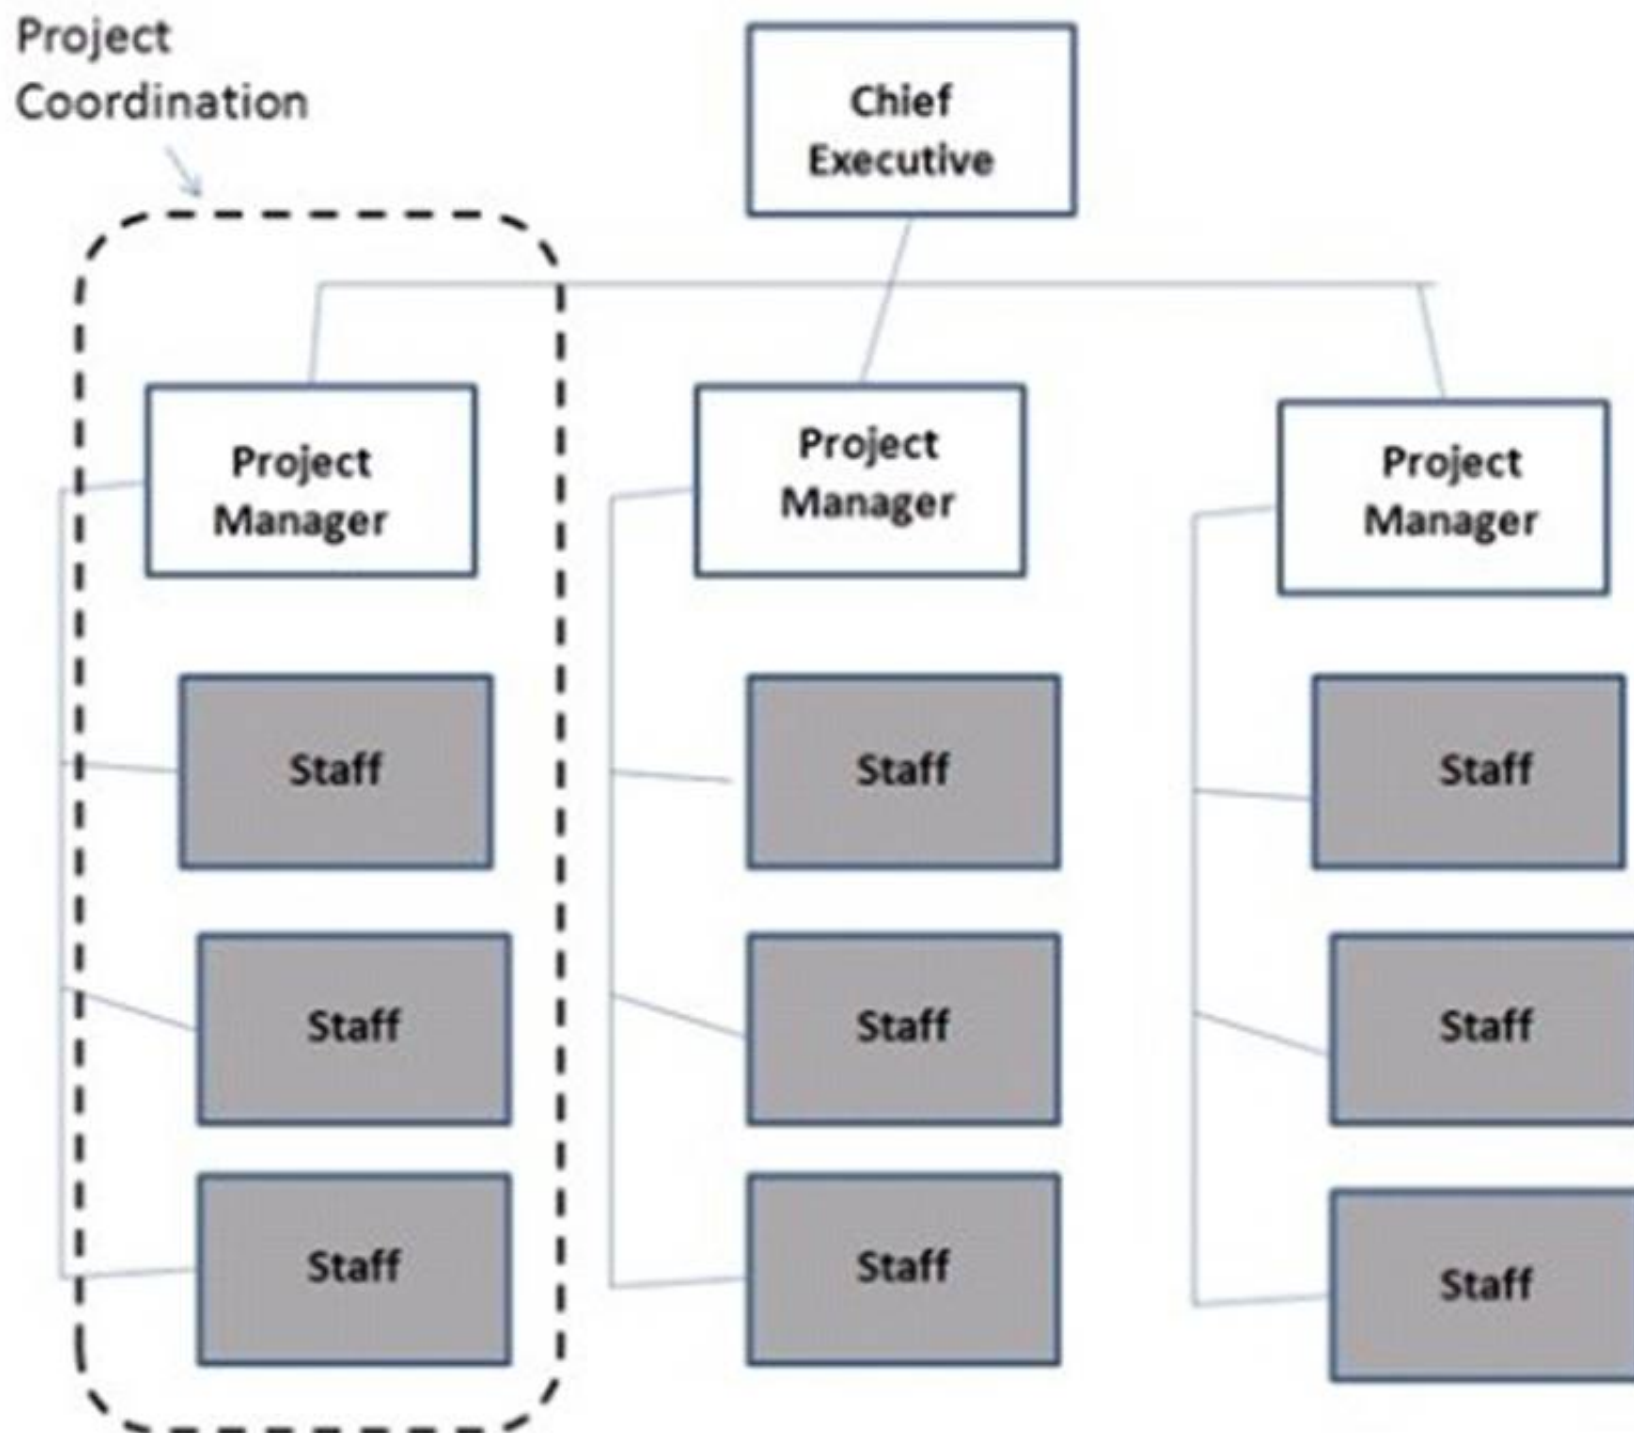 Project
Coordination
Chief
Executive
Project
Manager
Project
Manager
Project
Manager
Staff
Staff
Staff
Staff
Staff
Staff
Staff
Staff
Staff